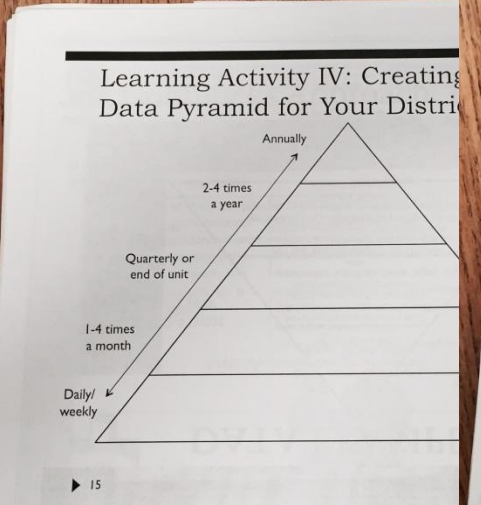 Learning Activity IV: Creating
Data Pyramid for Your Distri
Annually
2-4 times
a year
Quarterly or
end of unit
1-4 times
a month
Daily/
weekly
15